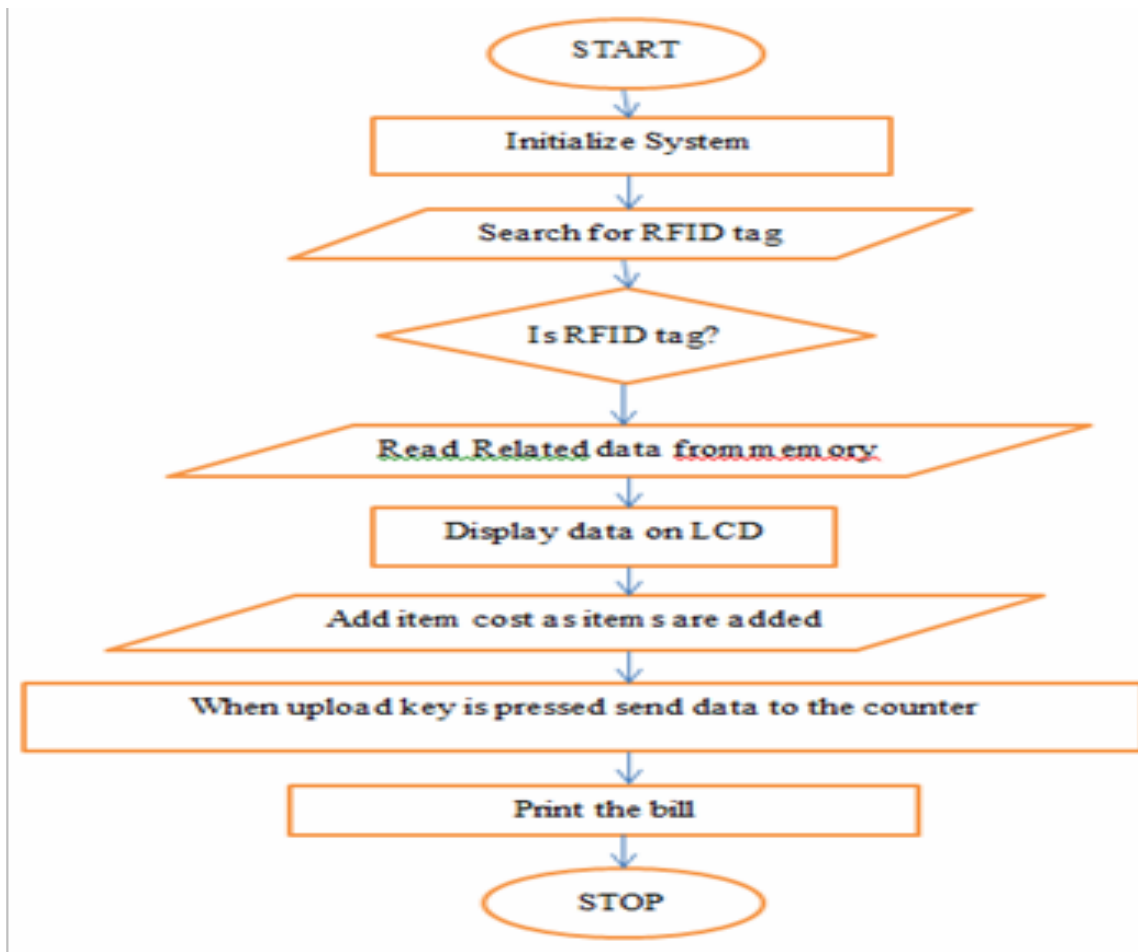 START
Initialize System
Search for RFID tag
Is RFID tag?
Read Related data from memory
Display data on LCD
Add item cost as items are added
When upload key is pressed send data to the counter
Print the bill
STOP